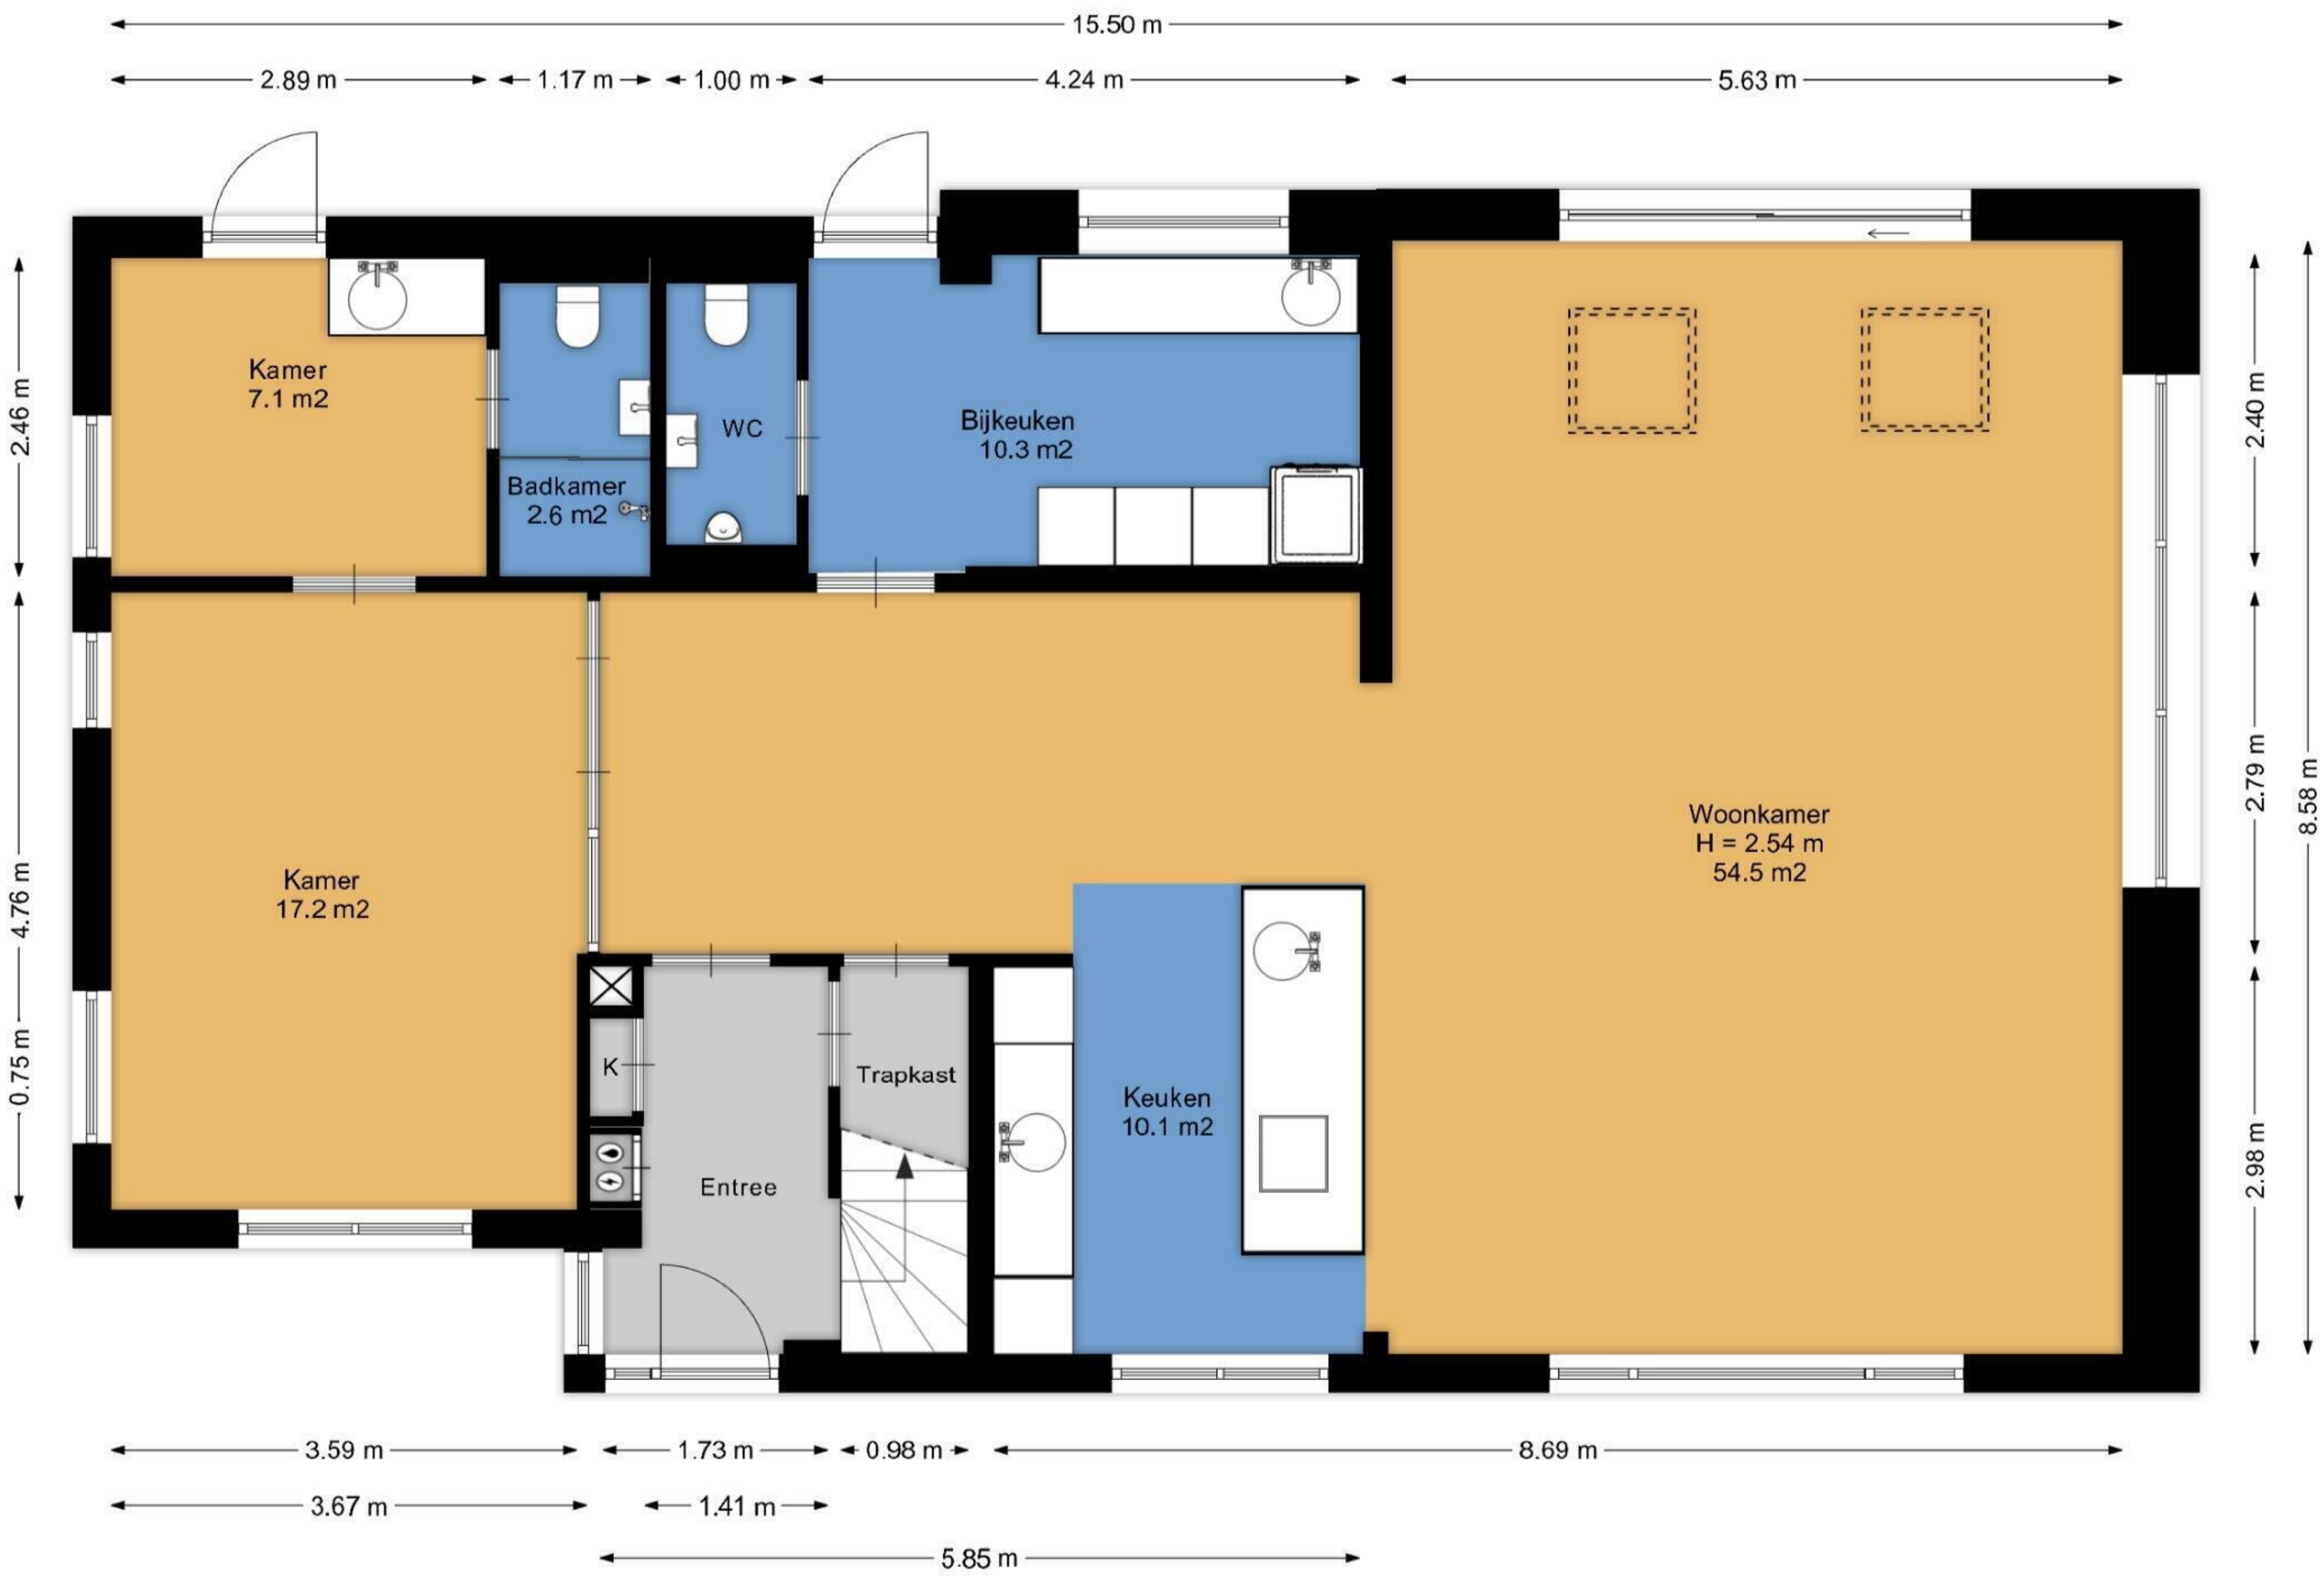 15.50 m
2.89 m
1.17 m
1.00 m
4.24 m
5.63 m
2.46 m
4.76 m
0.75 m
Kamer
7.1 m2
Badkamer
2.6 m2
WC
Bijkeuken
10.3 m2
2.40 m
2.79 m
8.58 m
2.98 m
Woonkamer
H = 2.54 m
54.5 m2
Kamer
17.2 m2
K
Trapkast
Entree
Keuken
10.1 m2
3.59 m
1.73 m
0.98 m
8.69 m
3.67 m
1.41 m
5.85 m